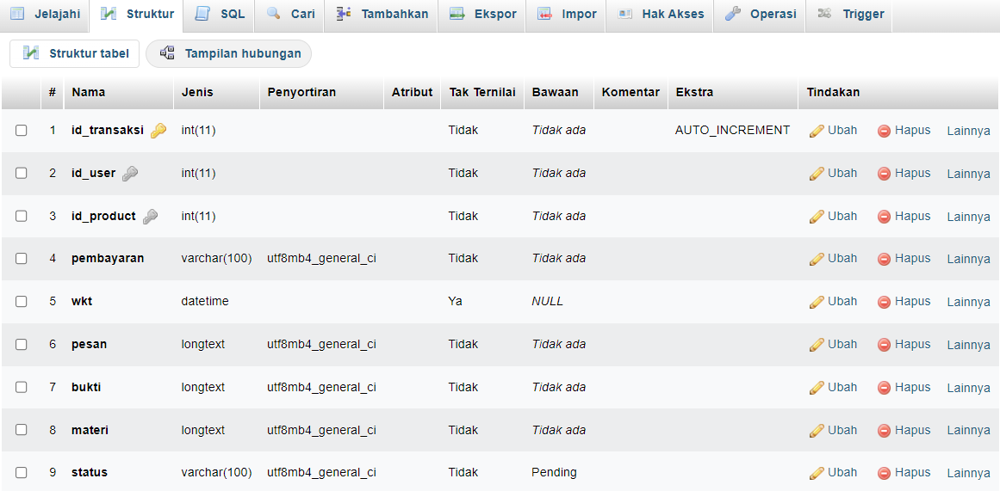 Jelajahi Struktur SQL Cari Tambahkan Ekspor Impor Hak Akses Operasi Trigger
Struktur tabel Tampilan hubungan
# Nama Jenis Penyortiran Atribut Tak Ternilai Bawaan Komentar Ekstra Tindakan
1 id_transaksi int(11) Tidak Tidak ada AUTO_INCREMENT Ubah Hapus Lainnya
2 id_user int(11) Tidak Tidak ada Ubah Hapus Lainnya
3 id_product int(11) Tidak Tidak ada Ubah Hapus Lainnya
4 pembayaran varchar(100) utf8mb4_general_ci Tidak Tidak ada Ubah Hapus Lainnya
5 wkt datetime Ya NULL Ubah Hapus Lainnya
6 pesan longtext utf8mb4_general_ci Tidak Tidak ada Ubah Hapus Lainnya
7 bukti longtext utf8mb4_general_ci Tidak Tidak ada Ubah Hapus Lainnya
8 materi longtext utf8mb4_general_ci Tidak Tidak ada Ubah Hapus Lainnya
9 status varchar(100) utf8mb4_general_ci Tidak Pending Ubah Hapus Lainnya